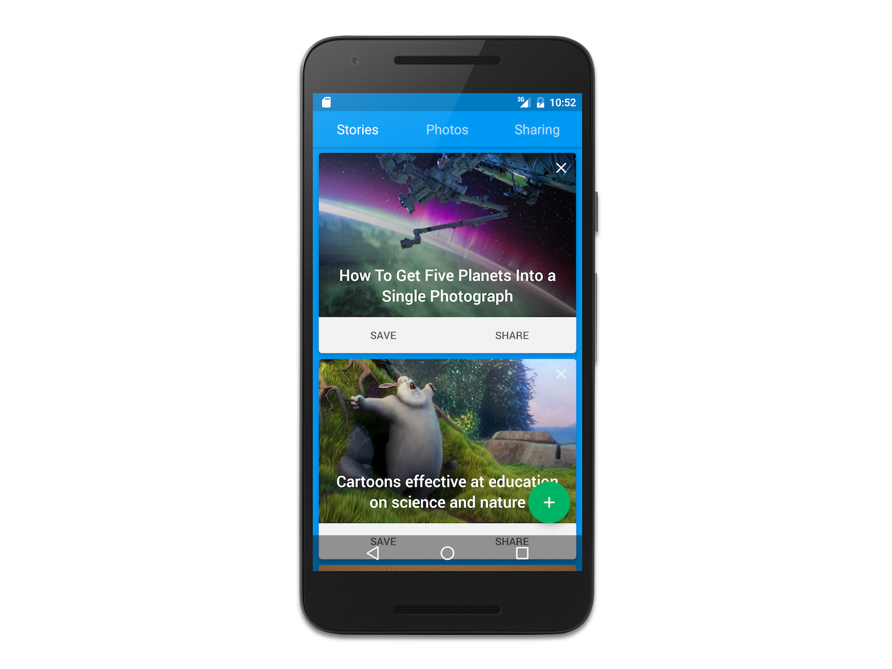 3G 10:52
Stories Photos Sharing
How To Get Five Planets Into a
Single Photograph
SAVE SHARE
Cartoons effective at education
on science and nature
SAVE SHARE